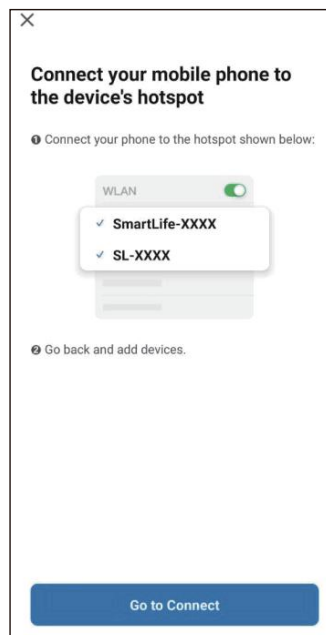 Connect your mobile phone to
the device's hotspot
❶ Connect your phone to the hotspot shown below:
WLAN
SmartLife-XXXX
SL-XXXX
❷ Go back and add devices.
Go to Connect